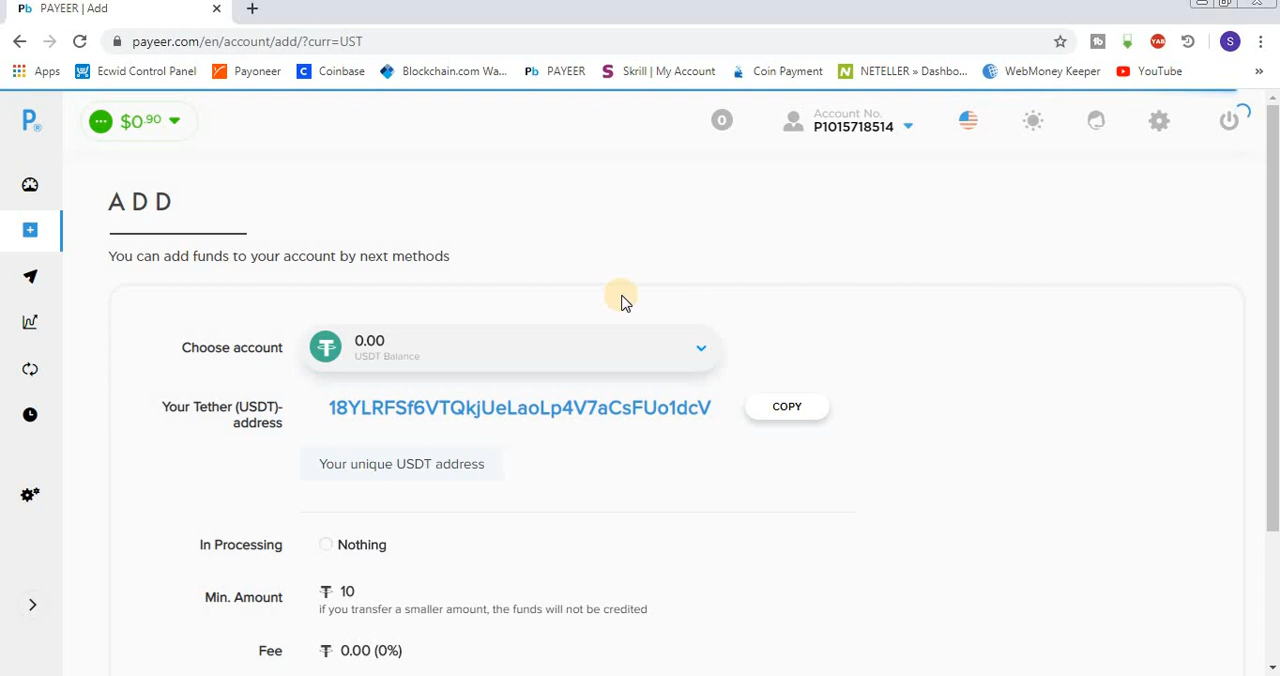 Pb PAYEER | Add
payeer.com/en/account/add/?curr=UST
YAB
S
Apps Ecwid Control Panel Payoneer Coinbase Blockchain.com Wa... Pb PAYEER Skrill | My Account Coin Payment NETELLER » Dashbo... WebMoney Keeper YouTube »
P®
$0.90
0
Account No.
P1015718514
ADD
You can add funds to your account by next methods
Choose account
0.00
USDT Balance
Your Tether (USDT)-
address
18YLRFSf6VTQkjUeLaoLp4V7aCsFUo1dcV
COPY
Your unique USDT address
In Processing
Nothing
Min. Amount
10
if you transfer a smaller amount, the funds will not be credited
Fee
0.00 (0%)